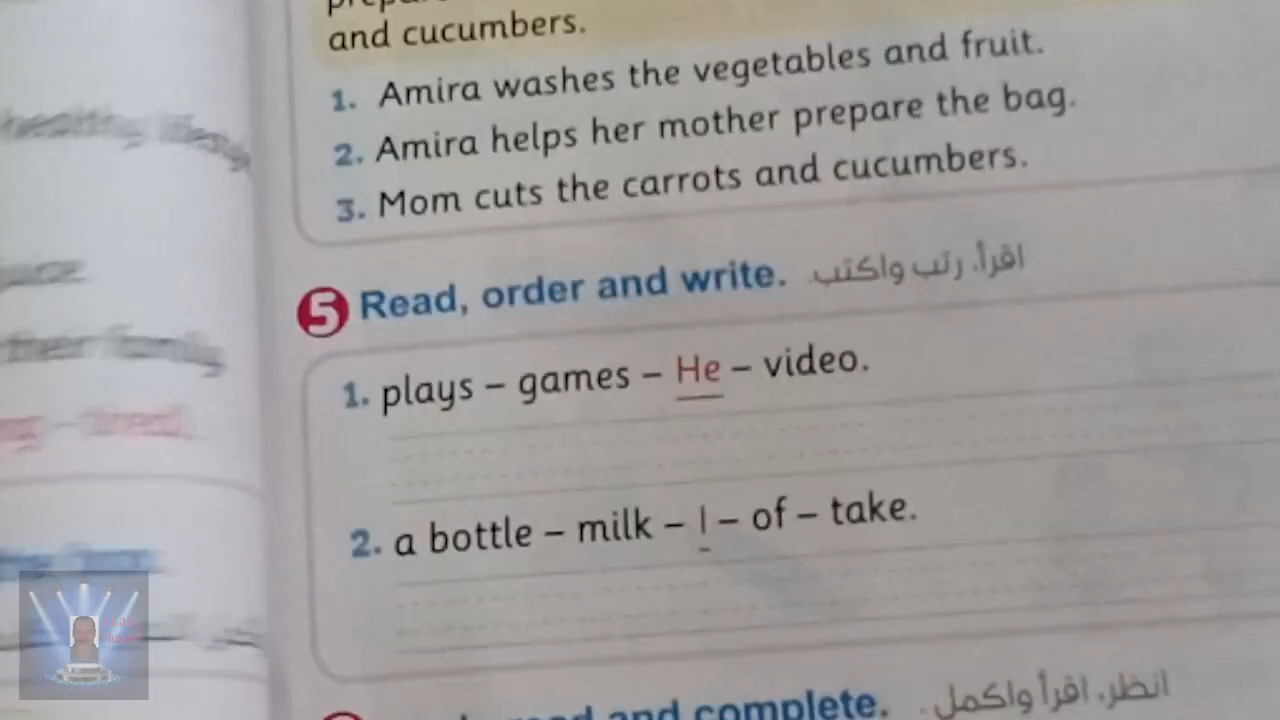 and cucumbers.
1. Amira washes the vegetables and fruit.
2. Amira helps her mother prepare the bag.
3. Mom cuts the carrots and cucumbers.
5 Read, order and write. اقرأ. رتب واكتب
1. plays – games – He – video.
2. a bottle – milk – I – of – take.
read and complete. انظر. اقرأ واكمل.